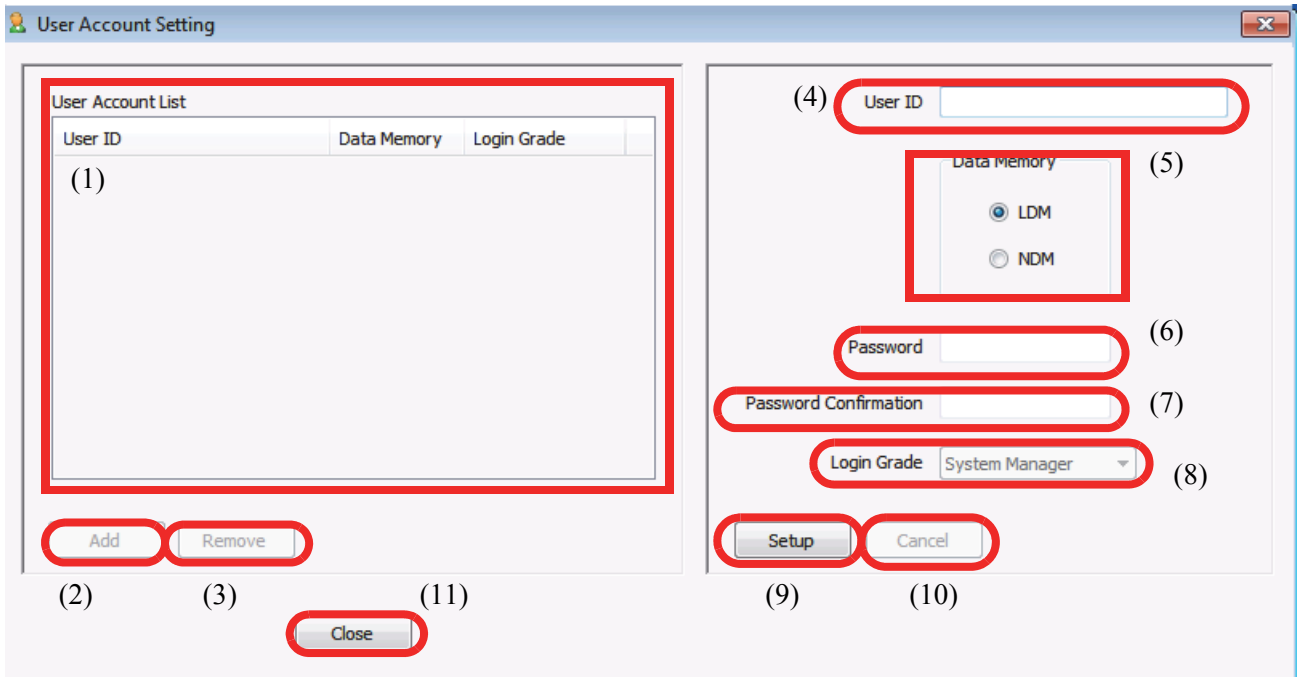 User Account Setting
User Account List
User ID Data Memory Login Grade
(1)
Add Remove
(2) (3) (11)
Close
(4) User ID
Data Memory (5)
LDM
NDM
Password (6)
Password Confirmation (7)
Login Grade System Manager (8)
Setup Cancel
(9) (10)